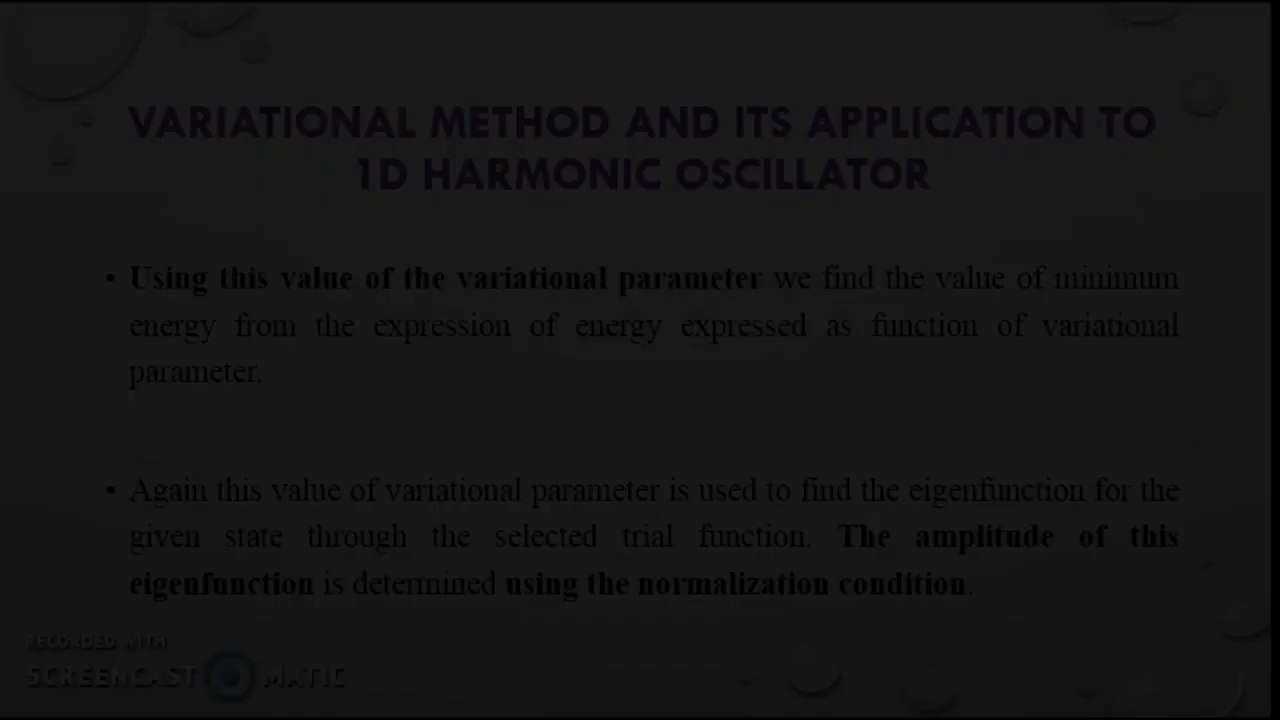 VARIATIONAL METHOD AND ITS APPLICATION TO
1D HARMONIC OSCILLATOR
• Using this value of the variational parameter we find the value of minimum
energy from the expression of energy expressed as function of variational
parameter.
• Again this value of variational parameter is used to find the eigenfunction for the
given state through the selected trial function. The amplitude of this
eigenfunction is determined using the normalization condition.
RECORDED WITH
SCREENCAST MATIC